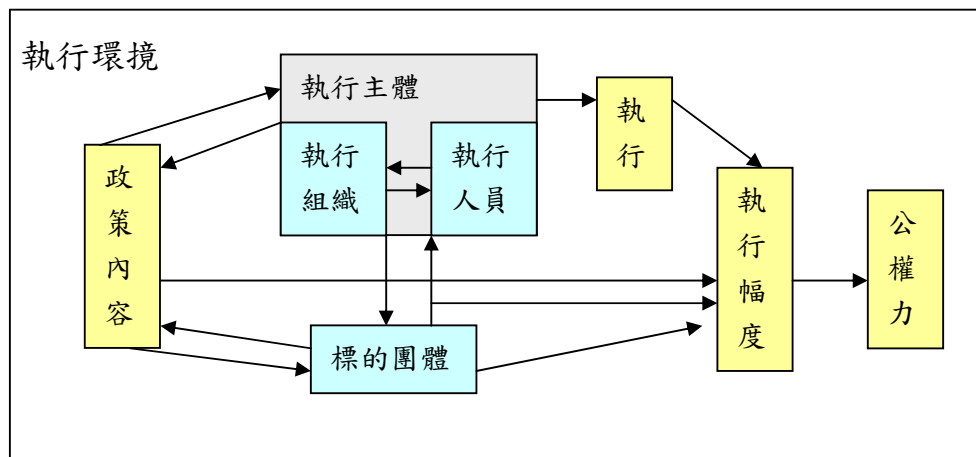 執行環境
執行主體
執行
組織
執行
人員
執
行
政
策
內
容
執
行
幅
度
公
權
力
標的團體